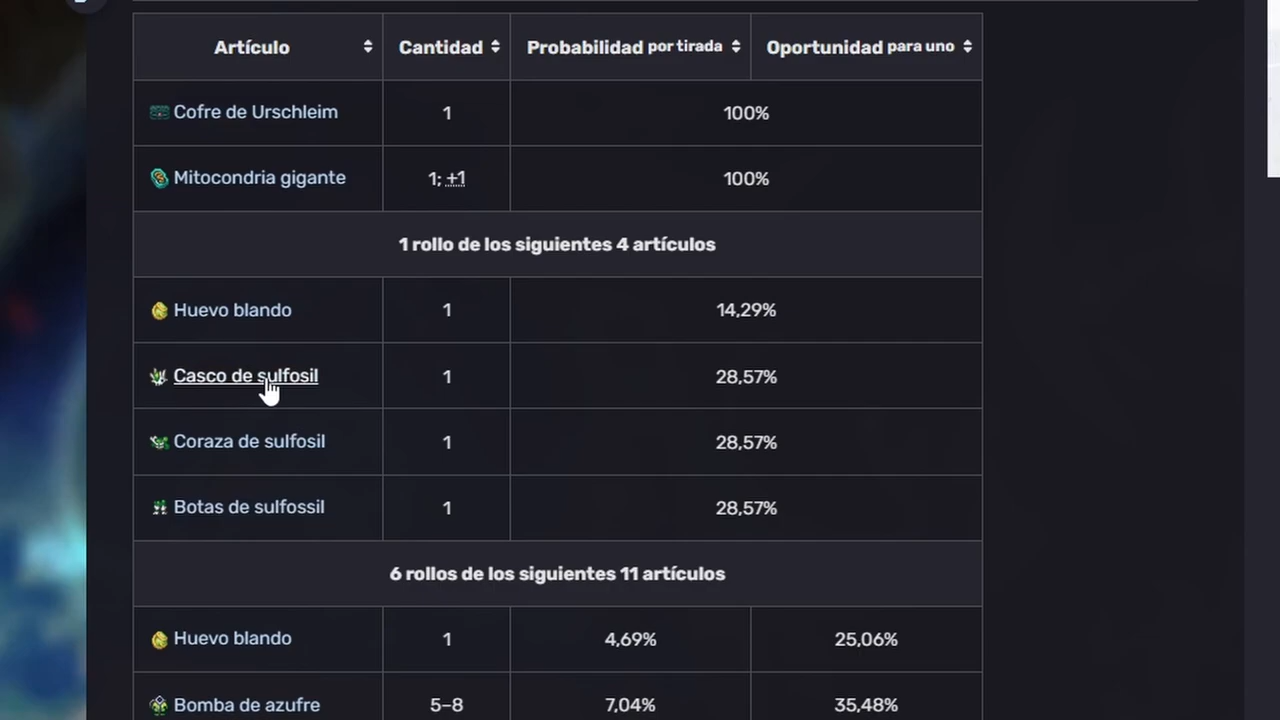 Artículo Cantidad Probabilidad por tirada Oportunidad para uno
Cofre de Urschleim 1 100%
Mitocondria gigante 1; +1 100%
1 rollo de los siguientes 4 artículos
Huevo blando 1 14,29%
Casco de sulfosil 1 28,57%
Coraza de sulfosil 1 28,57%
Botas de sulfossil 1 28,57%
6 rollos de los siguientes 11 artículos
Huevo blando 1 4,69% 25,06%
Bomba de azufre 5–8 7,04% 35,48%